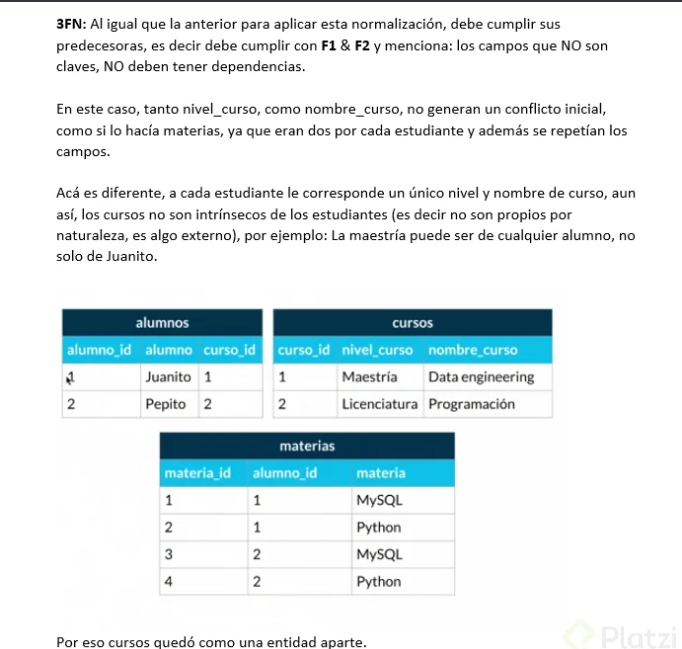 3FN: Al igual que la anterior para aplicar esta normalización, debe cumplir sus
predecesoras, es decir debe cumplir con F1 & F2 y menciona: los campos que NO son
claves, NO deben tener dependencias.
En este caso, tanto nivel_curso, como nombre_curso, no generan un conflicto inicial,
como si lo hacía materias, ya que eran dos por cada estudiante y además se repetían los
campos.
Acá es diferente, a cada estudiante le corresponde un único nivel y nombre de curso, aun
así, los cursos no son intrínsecos de los estudiantes (es decir no son propios por
naturaleza, es algo externo), por ejemplo: La maestría puede ser de cualquier alumno, no
solo de Juanito.
alumnos
alumno_id alumno curso_id
1 Juanito 1
2 Pepito 2
cursos
curso_id nivel_curso nombre_curso
1 Maestría Data engineering
2 Licenciatura Programación
materias
materia_id alumno_id materia
1 1 MySQL
2 1 Python
3 2 MySQL
4 2 Python
Por eso cursos quedó como una entidad aparte.
Platzi